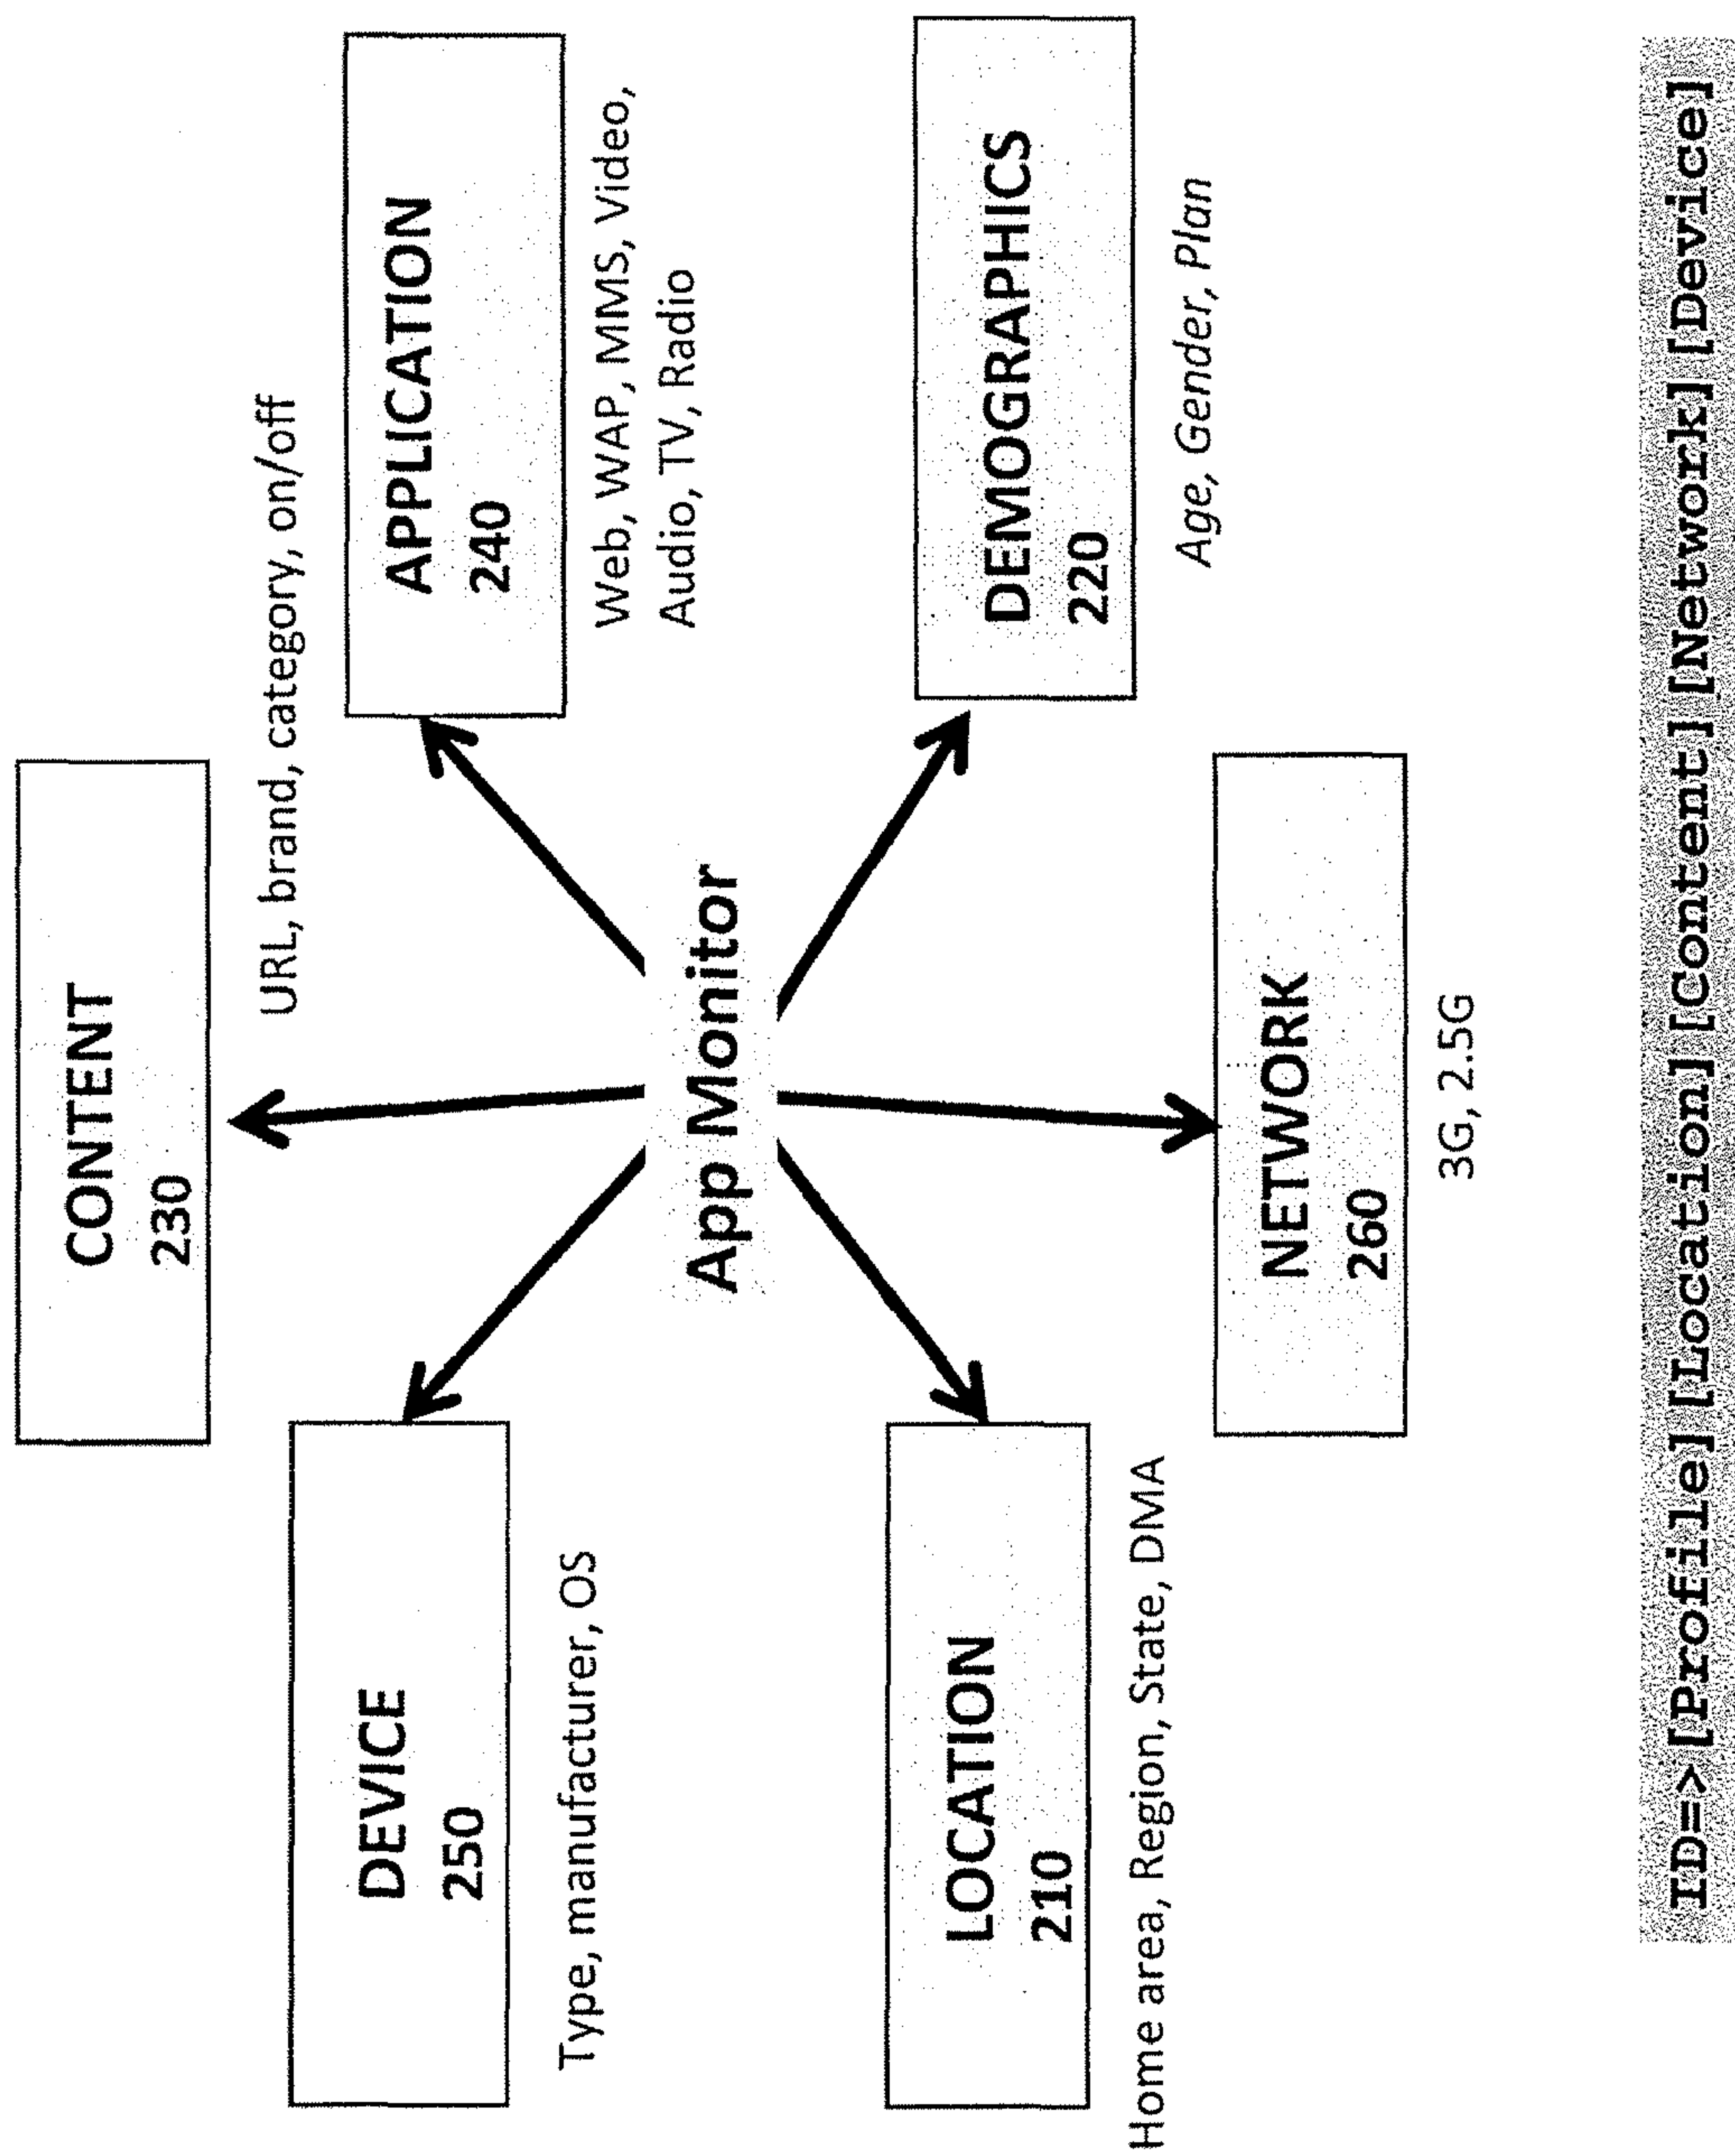 CONTENT
230
URL, brand, category, on/off
DEVICE
250
Type, manufacturer, OS
APPLICATION
240
Web, WAP, MMS, Video,
Audio, TV, Radio
App Monitor
LOCATION
210
Home area, Region, State, DMA
DEMOGRAPHICS
220
Age, Gender, Plan
NETWORK
260
3G, 2.5G
ID=>[Profile][Location][Content][Network][Device]